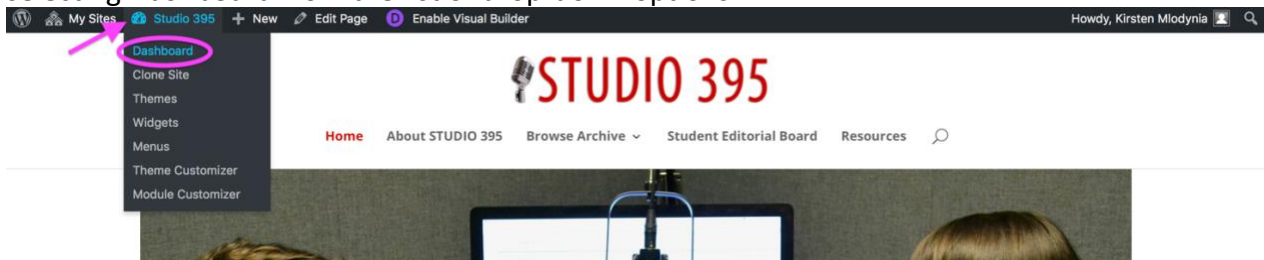 My Sites Studio 395 + New Edit Page D Enable Visual Builder Howdy, Kirsten Mlodynia
Dashboard
Clone Site
Themes
Widgets
Menus
Theme Customizer
Module Customizer
STUDIO 395
Home About STUDIO 395 Browse Archive Student Editorial Board Resources